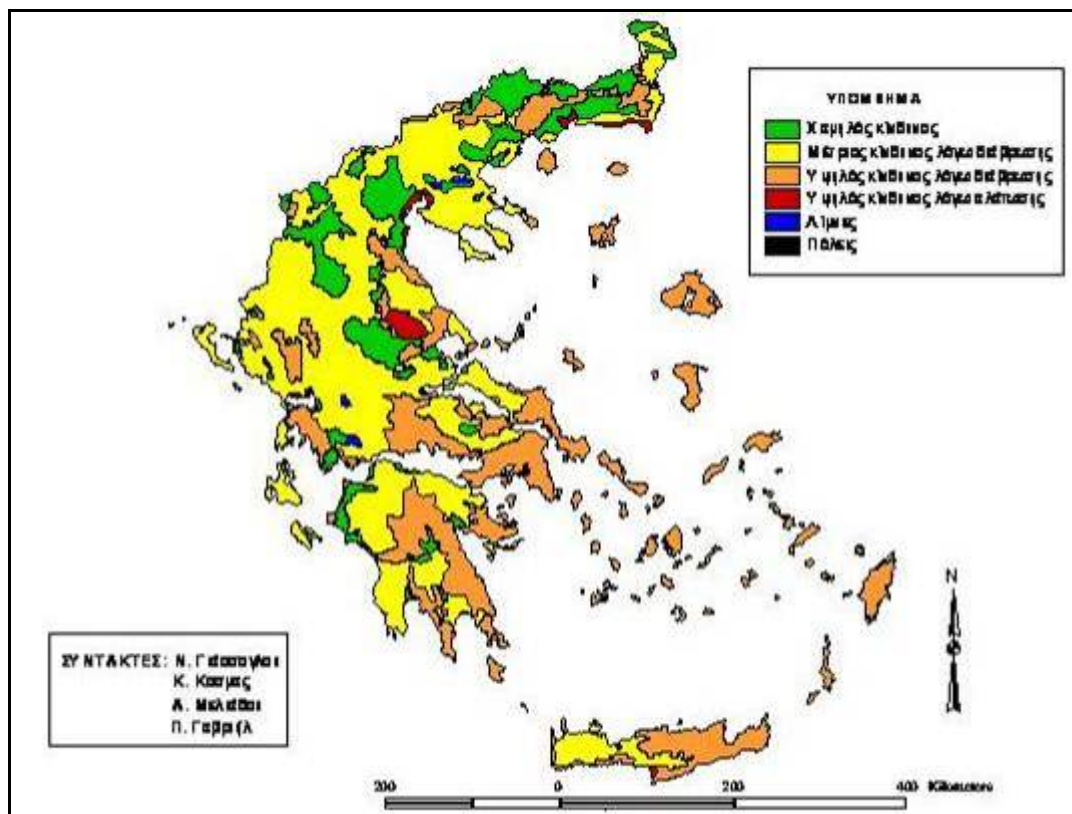 ΥΠΟΜΝΗΜΑ
Χαμηλός κίνδυνος
Μέτριος κίνδυνος λόγω διάβρωσης
Υψηλός κίνδυνος λόγω διάβρωσης
Υψηλός κίνδυνος λόγω αλάτωσης
Λίμνες
Πόλεις
N
ΣΥΝΤΑΚΤΕΣ: Ν.
Κ. Κοσμάς
Α.
Π. Γαβριήλ
200 0 200 400 Kilometers